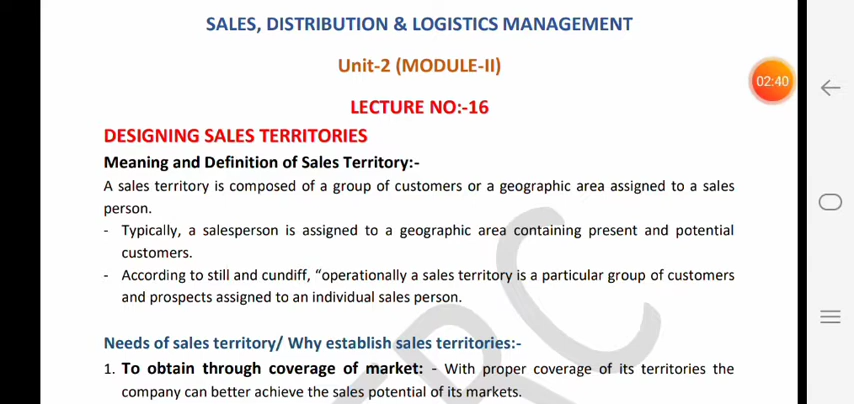 SALES, DISTRIBUTION & LOGISTICS MANAGEMENT
Unit-2 (MODULE-II)
02:40
LECTURE NO:-16
DESIGNING SALES TERRITORIES
Meaning and Definition of Sales Territory:-
A sales territory is composed of a group of customers or a geographic area assigned to a sales
person.
- Typically, a salesperson is assigned to a geographic area containing present and potential
customers.
- According to still and cundiff, “operationally a sales territory is a particular group of customers
and prospects assigned to an individual sales person.
Needs of sales territory/ Why establish sales territories:-
1. To obtain through coverage of market: - With proper coverage of its territories the
company can better achieve the sales potential of its markets.